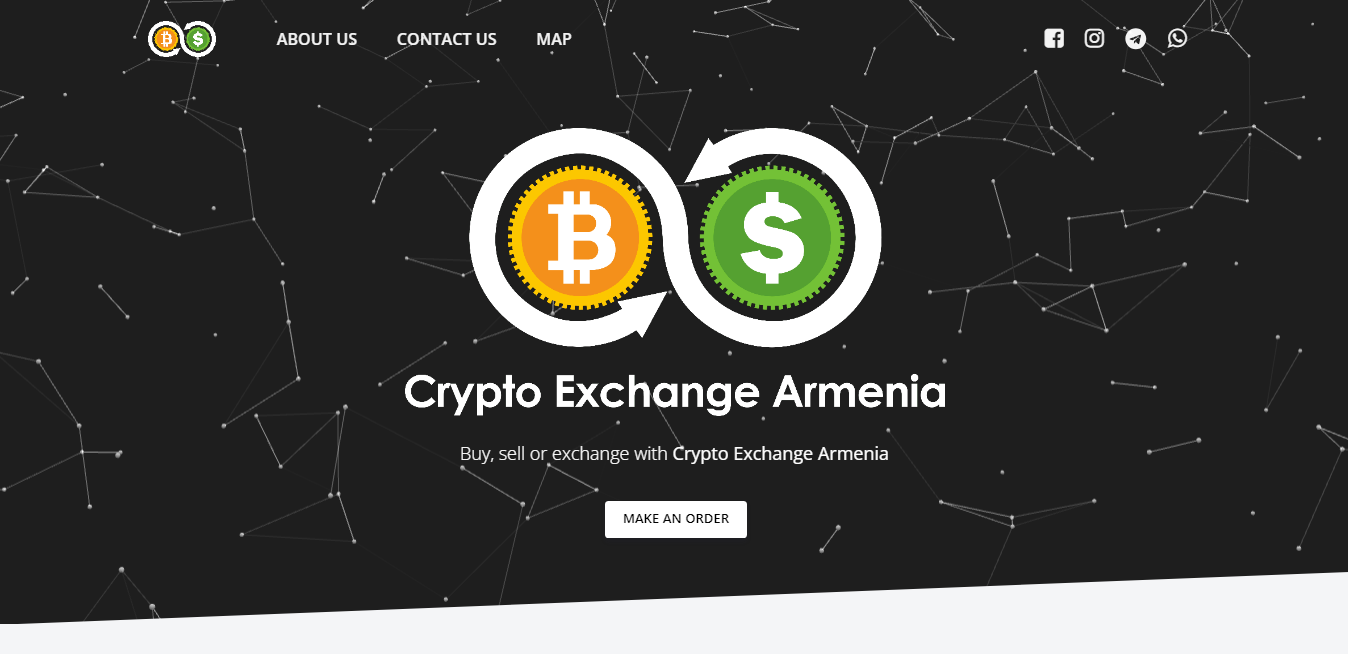 ABOUT US
CONTACT US
MAP
Crypto Exchange Armenia
Buy, sell or exchange with Crypto Exchange Armenia
MAKE AN ORDER